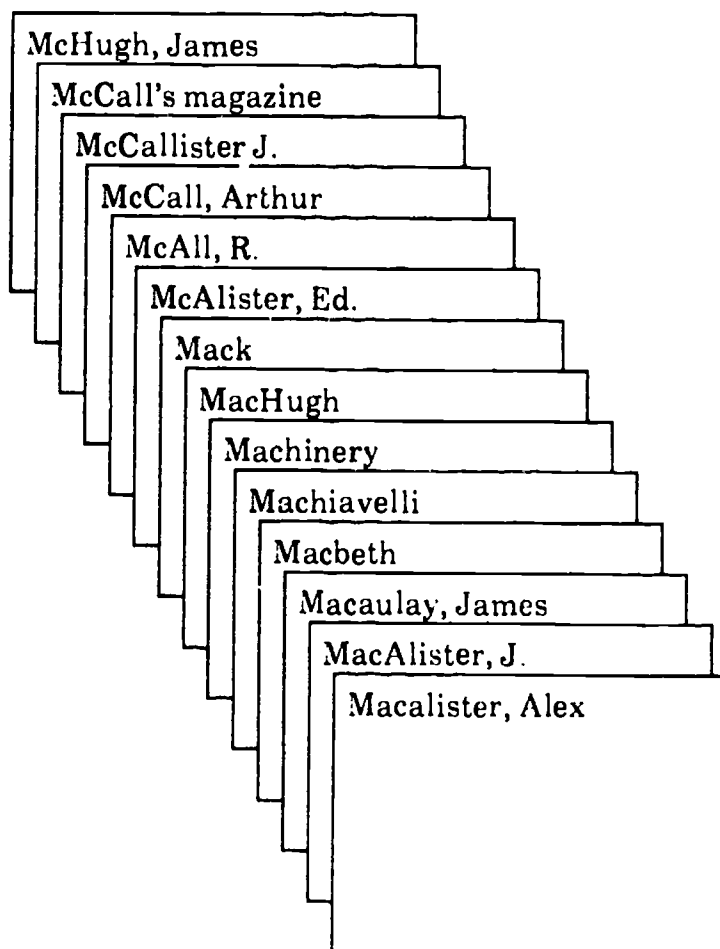 McHugh, James
McCall's magazine
McCallister J.
McCall, Arthur
McAll, R.
McAlister, Ed.
Mack
MacHugh
Machinery
Machiavelli
Macbeth
Macaulay, James
MacAlister, J.
Macalister, Alex